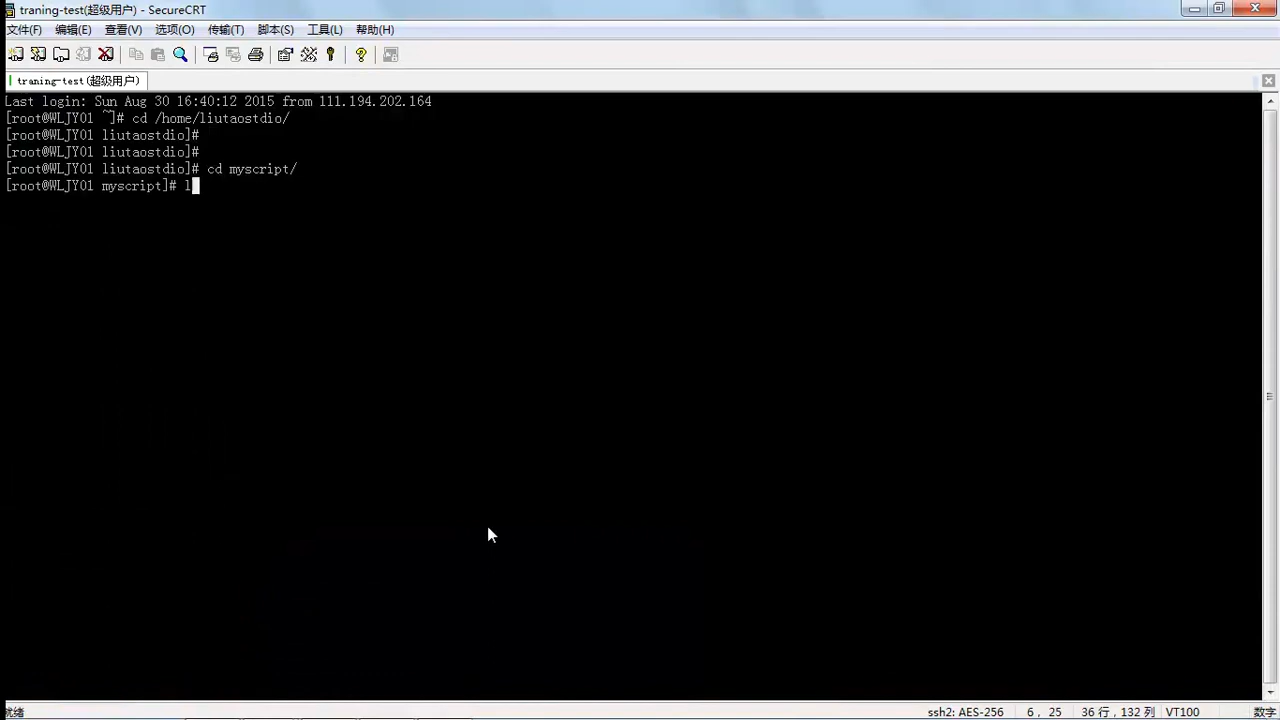 traning-test(超级用户) - SecureCRT
文件(F) 编辑(E) 查看(V) 选项(O) 传输(T) 脚本(S) 工具(L) 帮助(H)
traning-test(超级用户)
Last login: Sun Aug 30 16:40:12 2015 from 111.194.202.164
[root@WLJY01 ~]# cd /home/liutaostdio/
[root@WLJY01 liutaostdio]#
[root@WLJY01 liutaostdio]#
[root@WLJY01 liutaostdio]# cd myscript/
[root@WLJY01 myscript]# l
就绪 ssh2: AES-256 6, 25 36 行, 132 列 VT100 数字